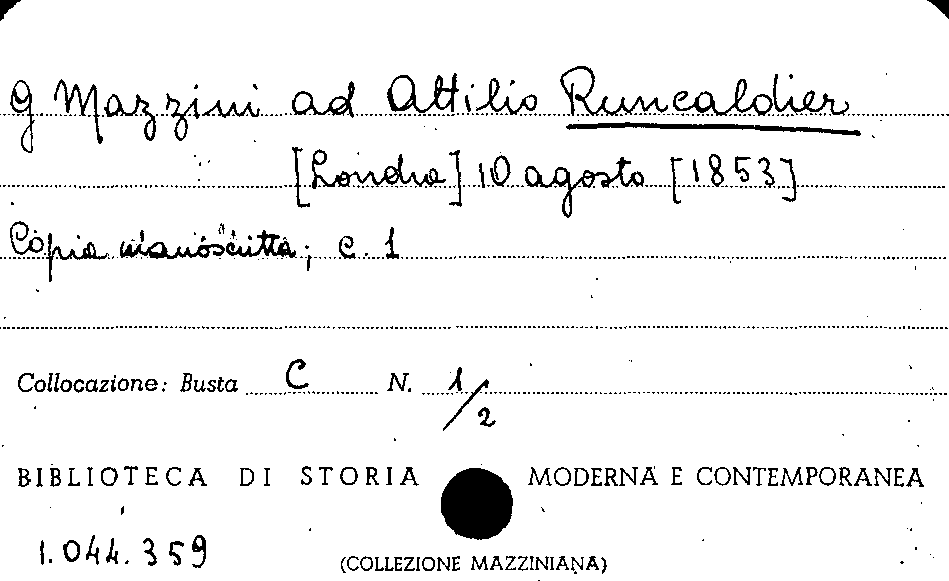 G Mazzini ad Attilio Runcaldier
[Londra] 10 agosto [1853]
Copia manoscritta; c. 1
Collocazione: Busta C N. 1/2
BIBLIOTECA DI STORIA MODERNA E CONTEMPORANEA
1.044.359
(COLLEZIONE MAZZINIANA)